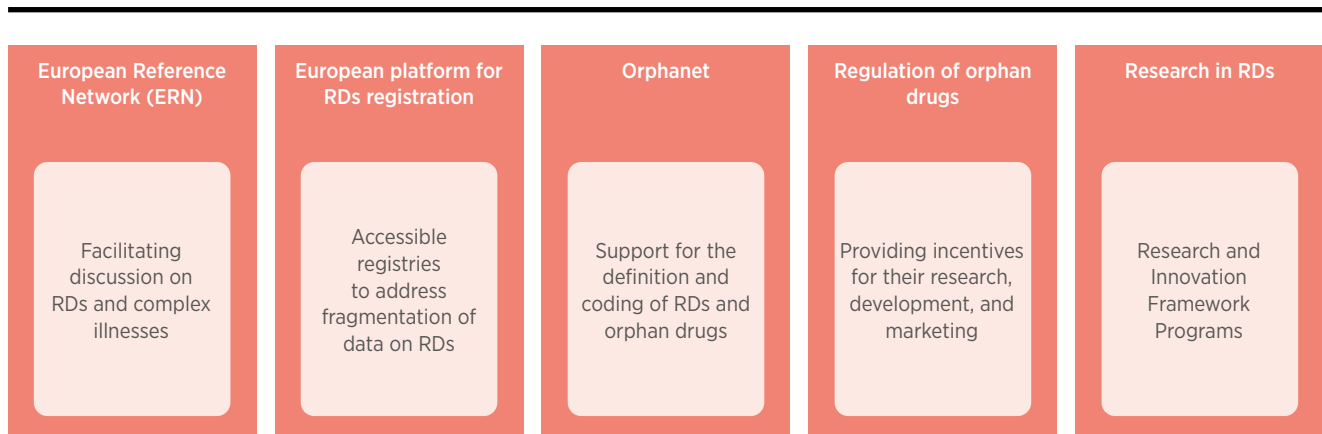 European Reference
Network (ERN)
Facilitating
discussion on
RDs and complex
illnesses
European platform for
RDs registration
Accessible
registries
to address
fragmentation of
data on RDs
Orphanet
Support for the
definition and
coding of RDs and
orphan drugs
Regulation of orphan
drugs
Providing incentives
for their research,
development, and
marketing
Research in RDs
Research and
Innovation
Framework
Programs